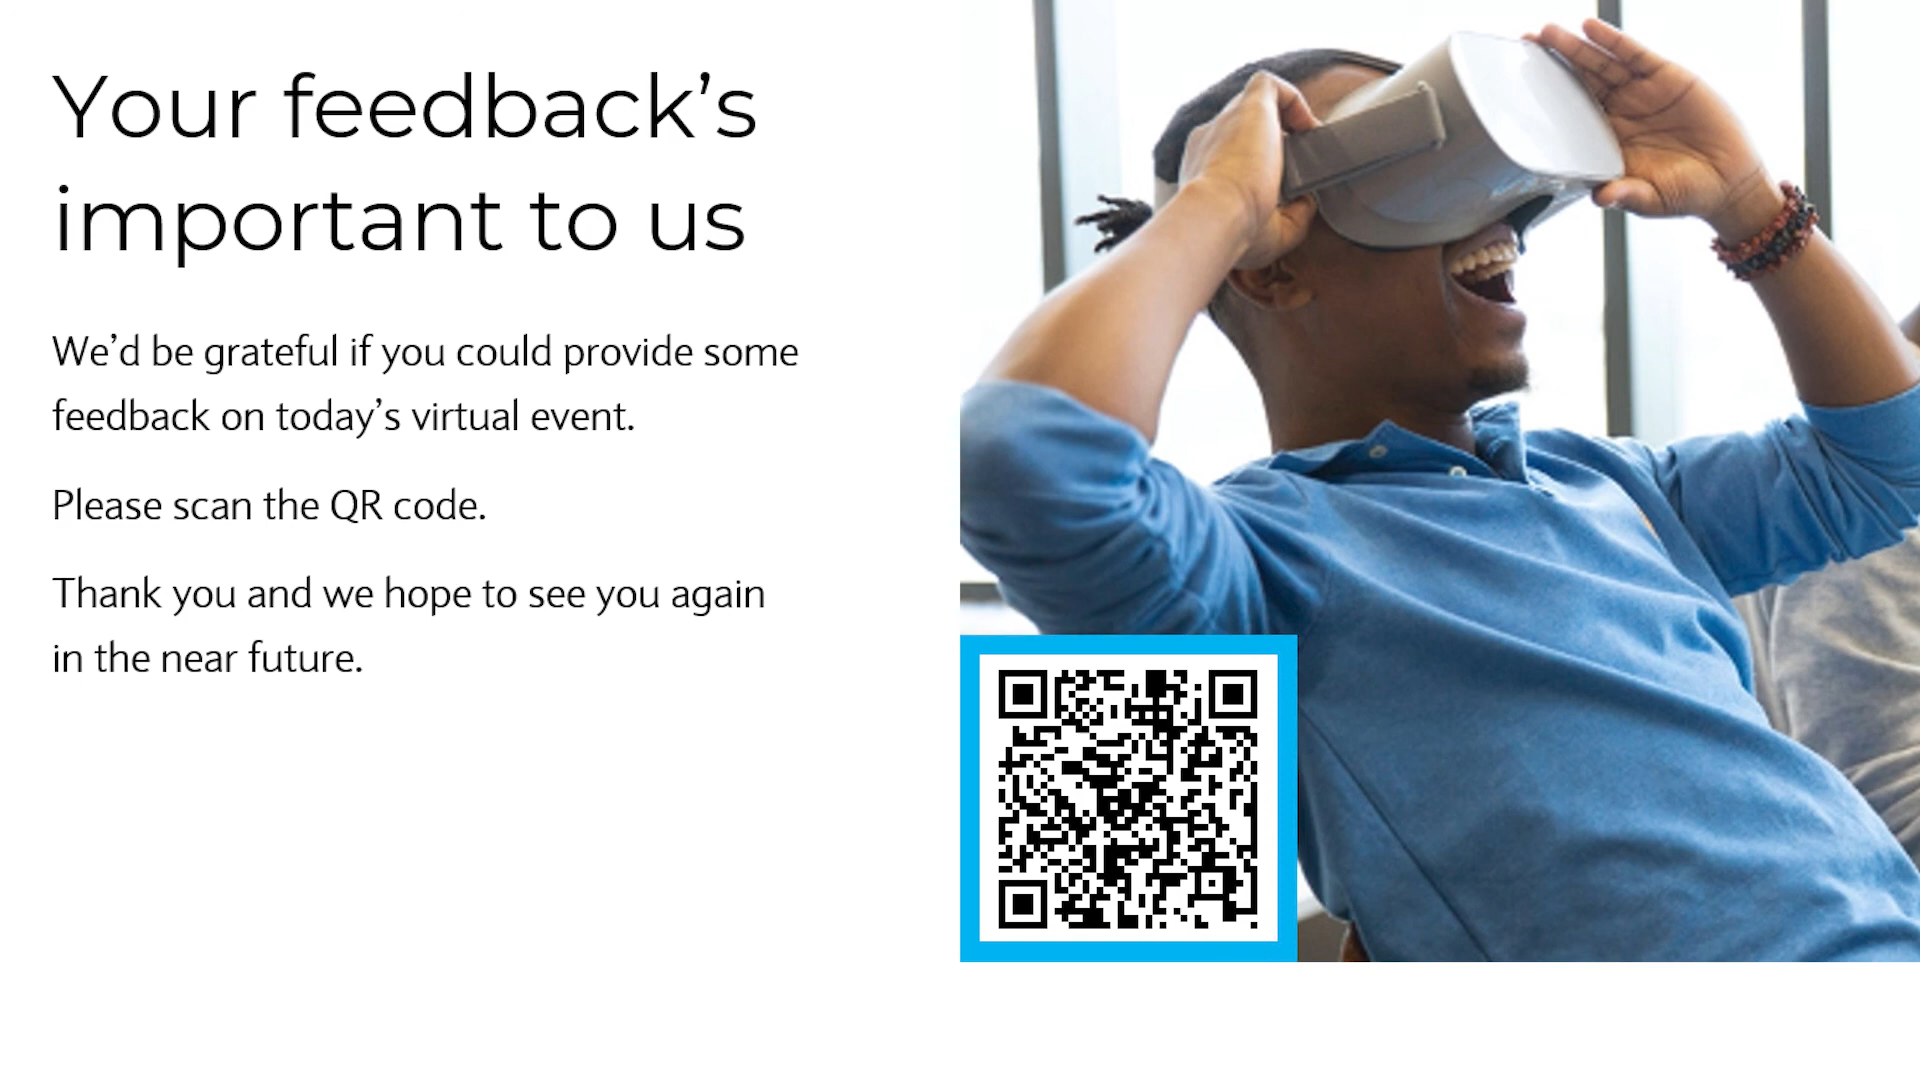 Your feedback’s
important to us
We’d be grateful if you could provide some
feedback on today’s virtual event.
Please scan the QR code.
Thank you and we hope to see you again
in the near future.